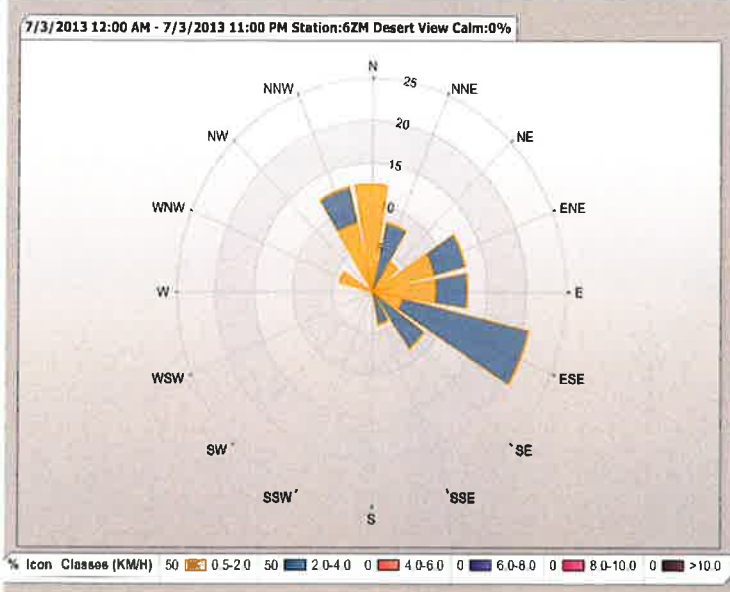 7/3/2013 12:00 AM - 7/3/2013 11:00 PM Station:6ZM Desert View Calm:0%
N
NNW 25 NNE
20
NW NE
15
WNW 0 ENE
W E
WSW ESE
SW SE
SSW SSE
S
% Icon Classes (KM/H) 50 0.5-2.0 50 2.0-4.0 0 4.0-6.0 0 6.0-8.0 0 8.0-10.0 0 >10.0